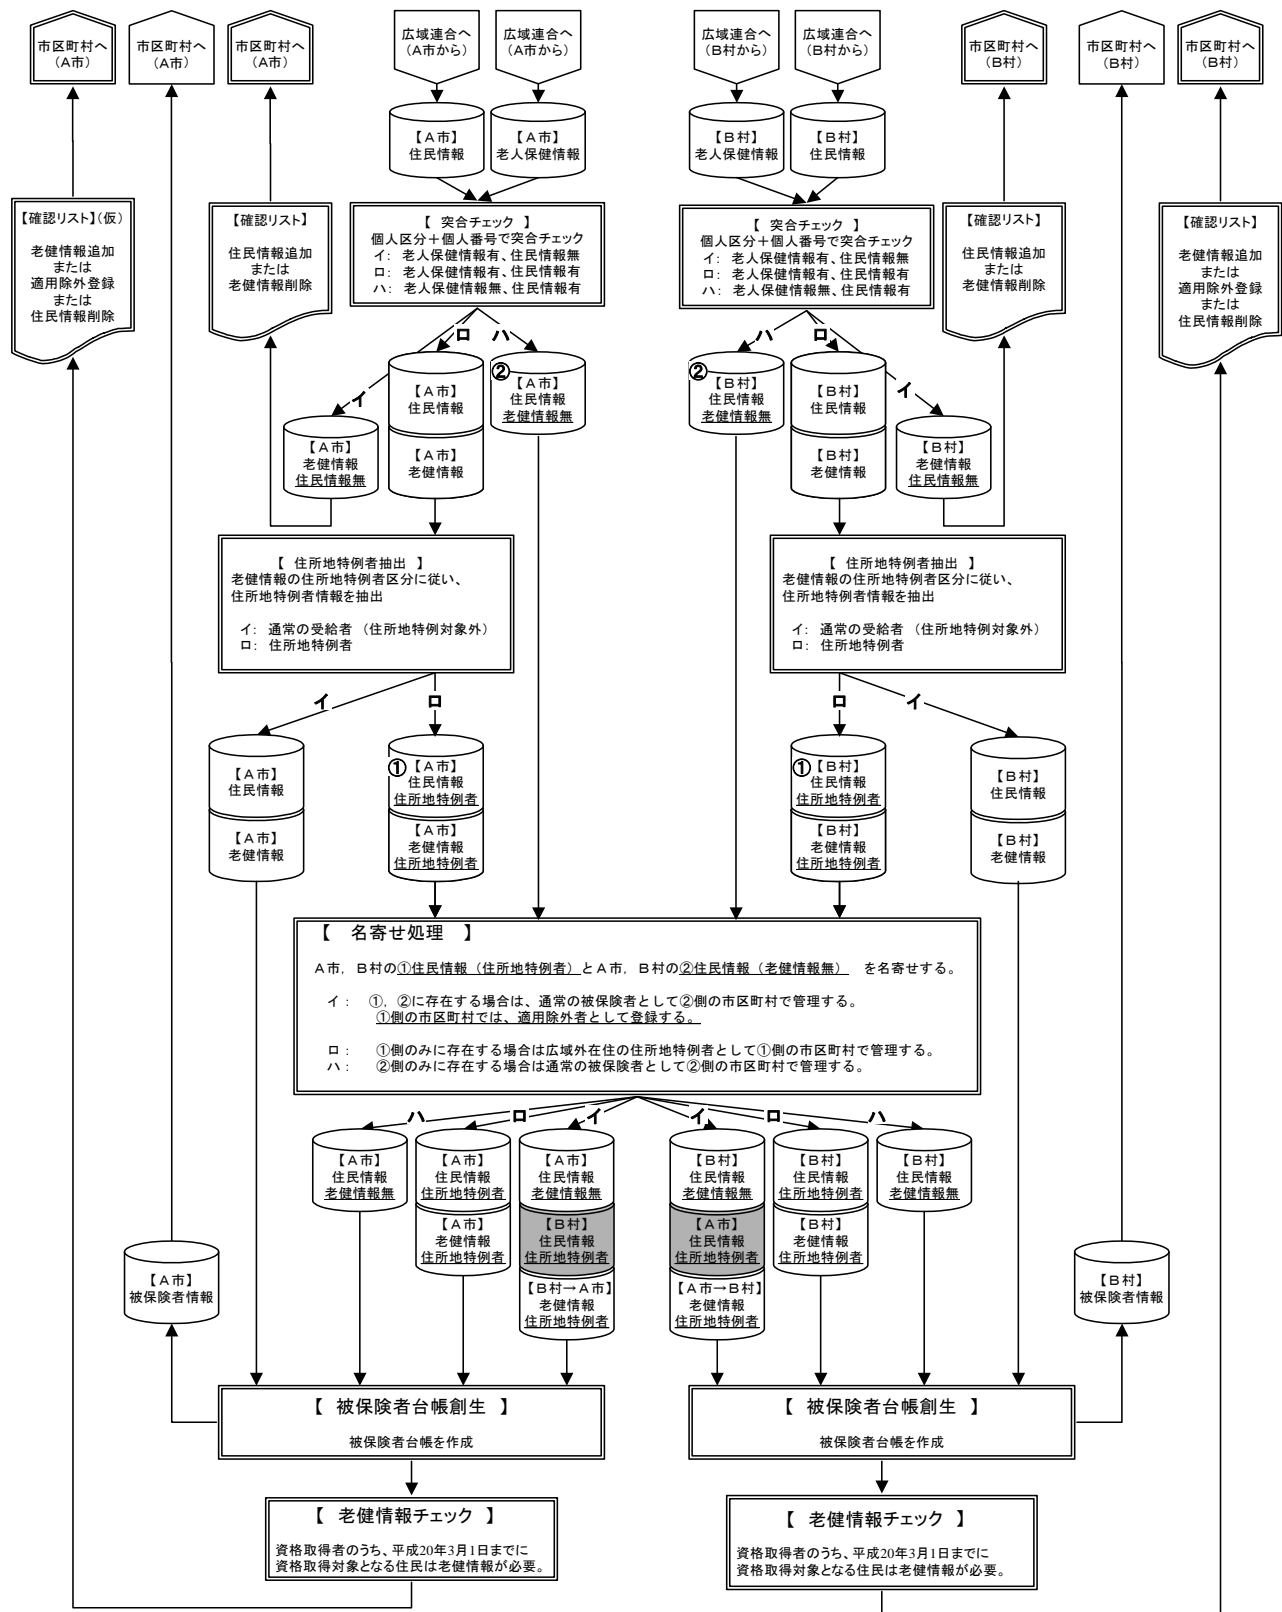 市区町村へ
（A市）
市区町村へ
（A市）
市区町村へ
（A市）
広域連合へ
（A市から）
広域連合へ
（A市から）
広域連合へ
（B村から）
広域連合へ
（B村から）
市区町村へ
（B村）
市区町村へ
（B村）
市区町村へ
（B村）
【A市】
住民情報
【A市】
老人保健情報
【B村】
老人保健情報
【B村】
住民情報
【確認リスト】（仮）
老健情報追加
または
適用除外登録
または
住民情報削除
【確認リスト】
住民情報追加
または
老健情報削除
【 突合チェック 】
個人区分＋個人番号で突合チェック
イ： 老人保健情報有、住民情報無
ロ： 老人保健情報有、住民情報有
ハ： 老人保健情報無、住民情報有
【 突合チェック 】
個人区分＋個人番号で突合チェック
イ： 老人保健情報有、住民情報無
ロ： 老人保健情報有、住民情報有
ハ： 老人保健情報無、住民情報有
【確認リスト】
住民情報追加
または
老健情報削除
【確認リスト】
老健情報追加
または
適用除外登録
または
住民情報削除
イ
ロ
ハ
ハ
ロ
イ
【A市】
老健情報
住民情報無
【A市】
住民情報
【A市】
老健情報
②
【A市】
住民情報
老健情報無
②
【B村】
住民情報
老健情報無
【B村】
住民情報
【B村】
老健情報
【B村】
老健情報
住民情報無
【 住所地特例者抽出 】
老健情報の住所地特例者区分に従い、
住所地特例者情報を抽出
イ： 通常の受給者 （住所地特例対象外）
ロ： 住所地特例者
【 住所地特例者抽出 】
老健情報の住所地特例者区分に従い、
住所地特例者情報を抽出
イ： 通常の受給者 （住所地特例対象外）
ロ： 住所地特例者
イ
ロ
ロ
イ
【A市】
住民情報
【A市】
老健情報
①
【A市】
住民情報
住所地特例者
【A市】
老健情報
住所地特例者
①
【B村】
住民情報
住所地特例者
【B村】
老健情報
住所地特例者
【B村】
住民情報
【B村】
老健情報
【 名寄せ処理 】
A市，B村の①住民情報（住所地特例者）とA市，B村の②住民情報（老健情報無） を名寄せする。
イ： ①，②に存在する場合は、通常の被保険者として②側の市区町村で管理する。
①側の市区町村では、適用除外者として登録する。
ロ： ①側のみに存在する場合は広域外在住の住所地特例者として①側の市区町村で管理する。
ハ： ②側のみに存在する場合は通常の被保険者として②側の市区町村で管理する。
ハ
ロ
イ
イ
ロ
ハ
【A市】
住民情報
老健情報無
【A市】
住民情報
住所地特例者
【A市】
老健情報
住所地特例者
【A市】
住民情報
老健情報無
【B村】
住民情報
住所地特例者
【B村→A市】
老健情報
住所地特例者
【B村】
住民情報
老健情報無
【A市】
住民情報
住所地特例者
【A市→B村】
老健情報
住所地特例者
【B村】
住民情報
住所地特例者
【B村】
老健情報
住所地特例者
【B村】
住民情報
老健情報無
【A市】
被保険者情報
【B村】
被保険者情報
【 被保険者台帳創生 】
被保険者台帳を作成
【 被保険者台帳創生 】
被保険者台帳を作成
【 老健情報チェック 】
資格取得者のうち、平成20年3月1日までに
資格取得対象となる住民は老健情報が必要。
【 老健情報チェック 】
資格取得者のうち、平成20年3月1日までに
資格取得対象となる住民は老健情報が必要。